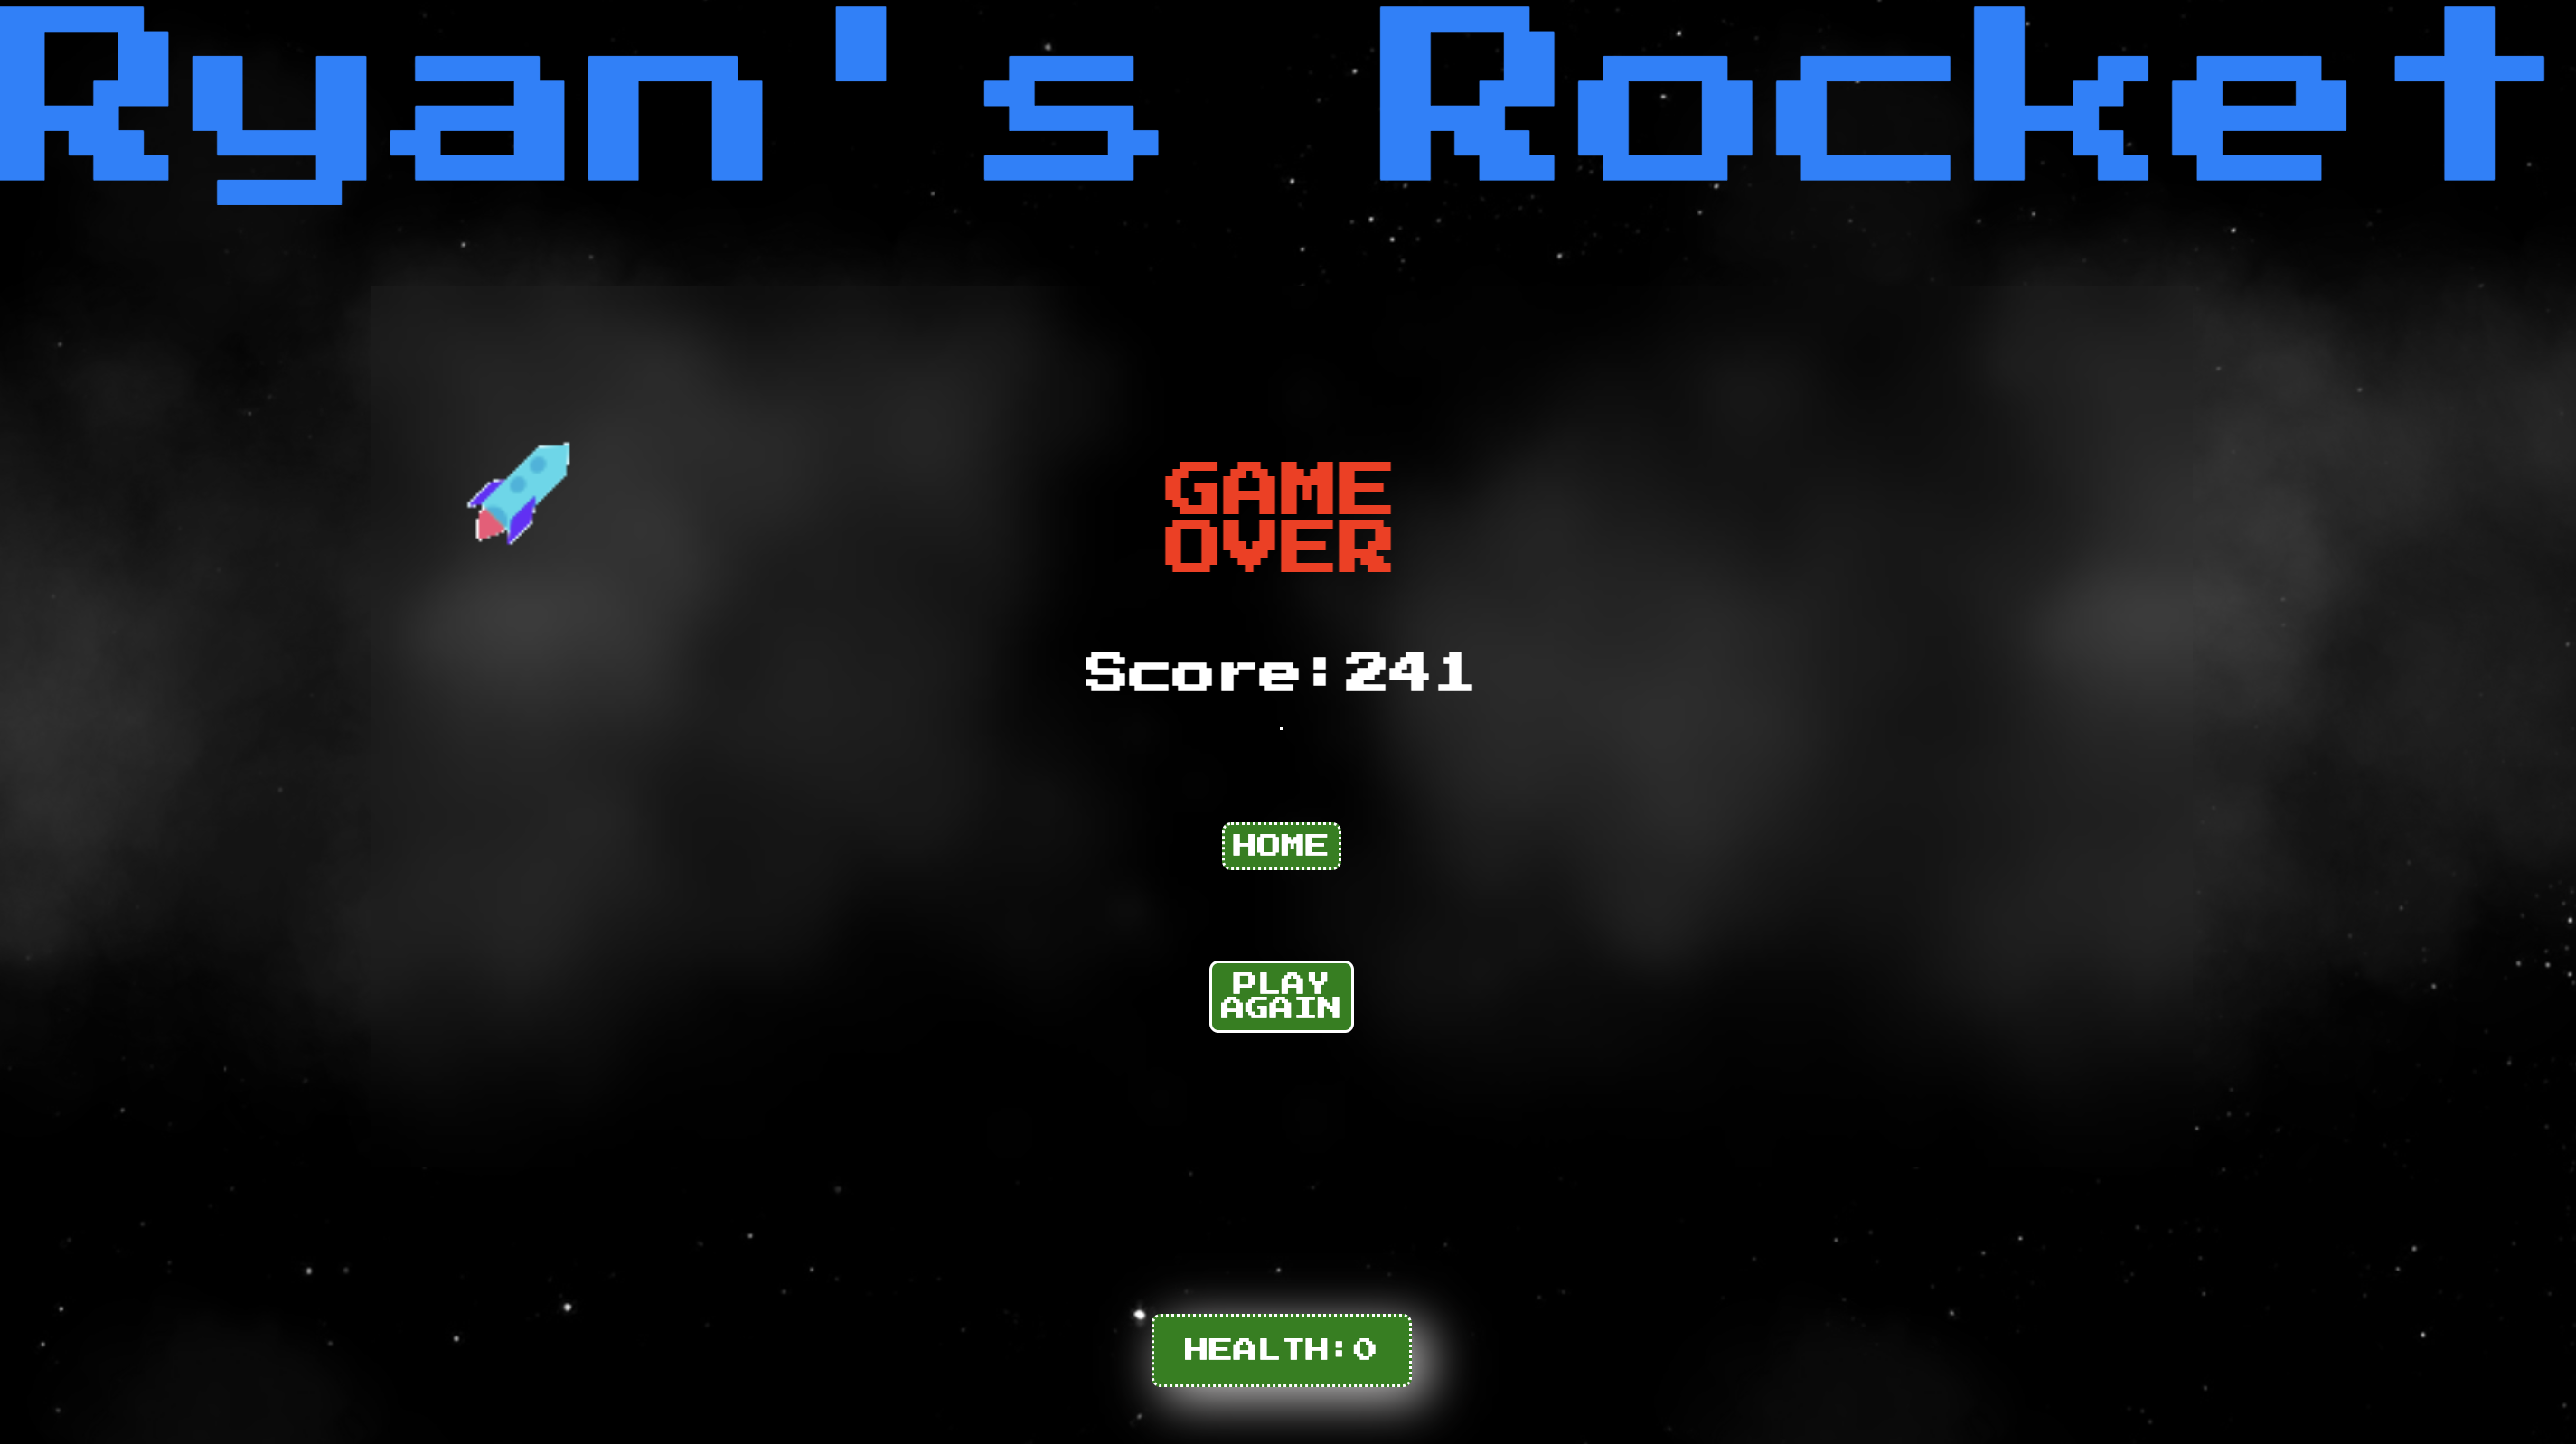 Ryan's Rocket
GAME
OVER
Score:241
.
HOME
PLAY
AGAIN
HEALTH:0